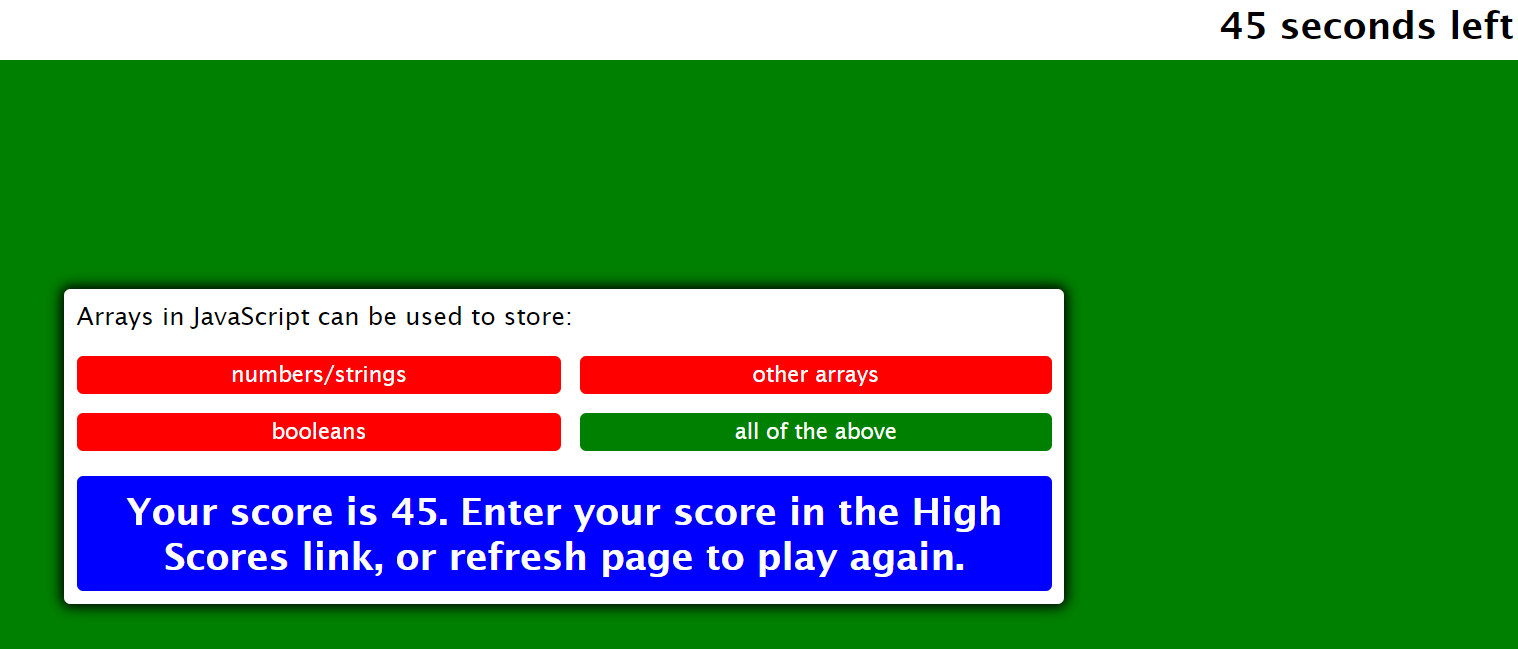 45 seconds left
Arrays in JavaScript can be used to store:
numbers/strings
other arrays
booleans
all of the above
Your score is 45. Enter your score in the High
Scores link, or refresh page to play again.